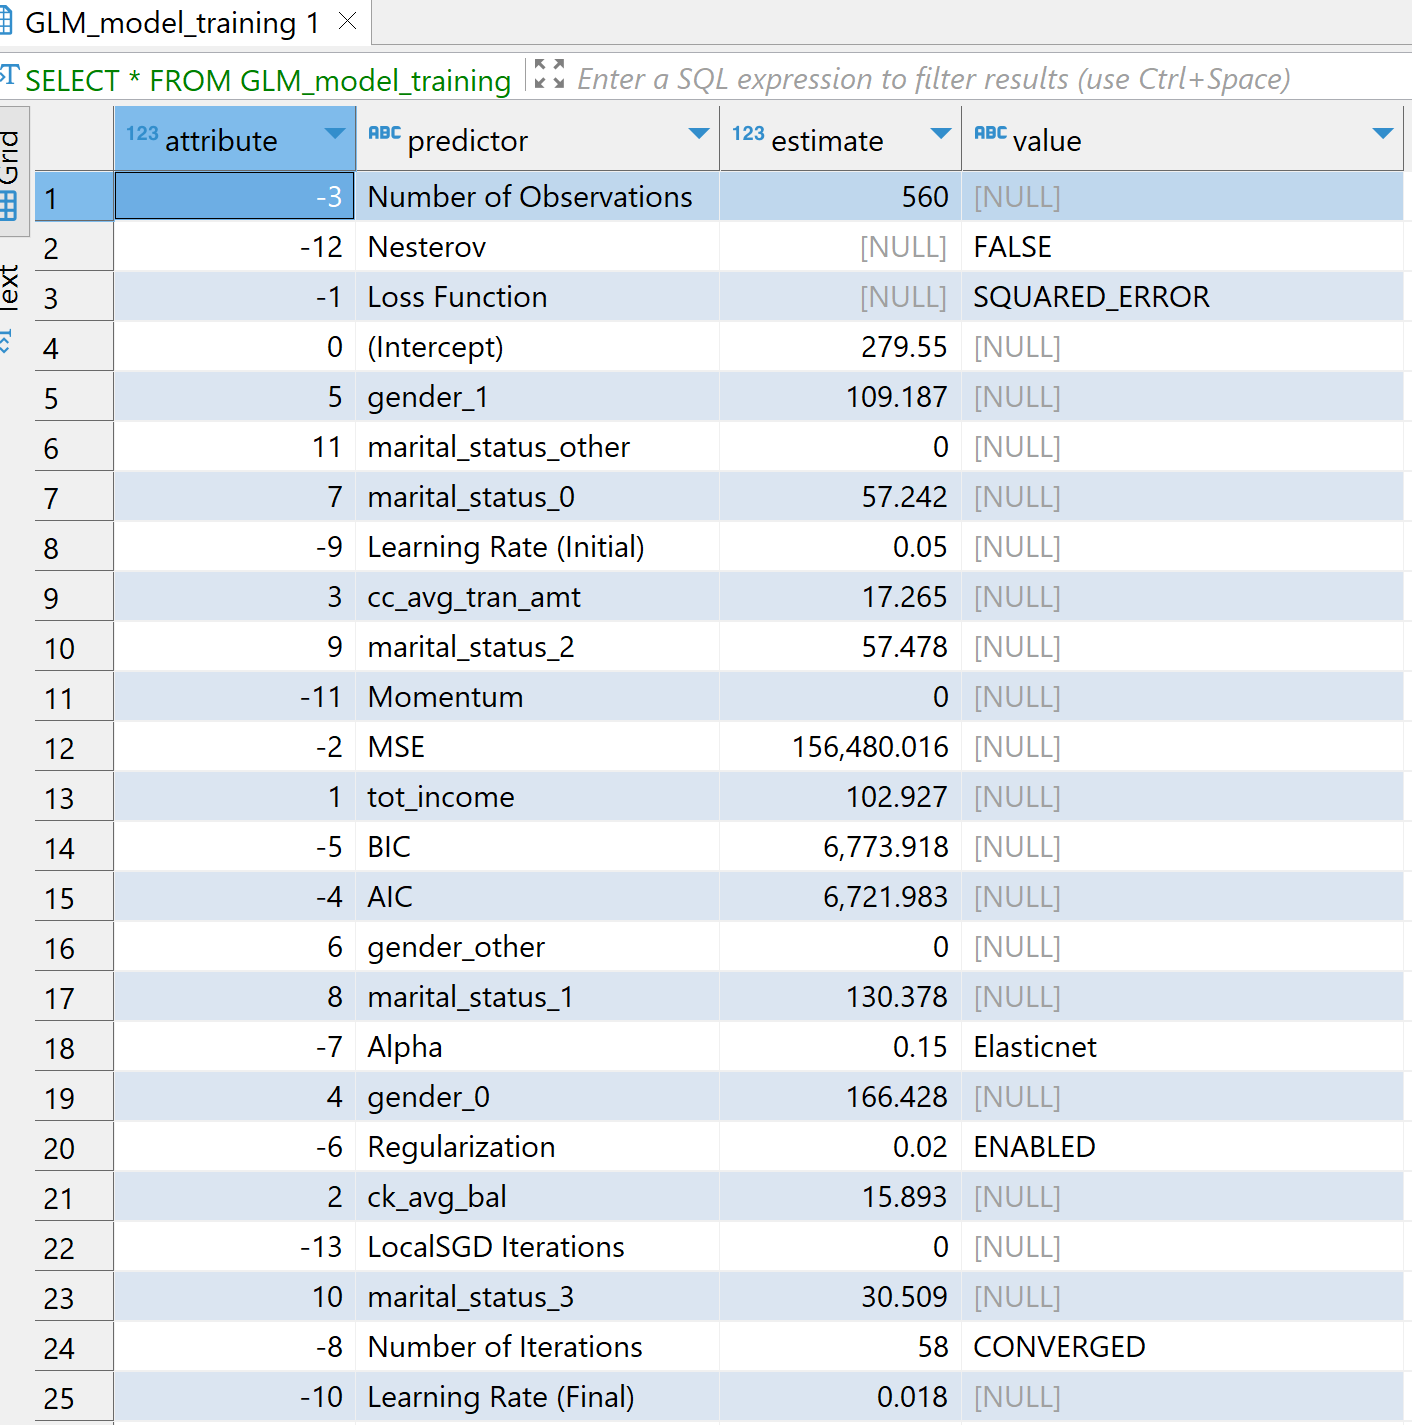 GLM_model_training 1
SELECT * FROM GLM_model_training Enter a SQL expression to filter results (use Ctrl+Space)
Grid
Text
123 attribute ABC predictor 123 estimate ABC value
1 -3 Number of Observations 560 [NULL]
2 -12 Nesterov [NULL] FALSE
3 -1 Loss Function [NULL] SQUARED_ERROR
4 0 (Intercept) 279.55 [NULL]
5 5 gender_1 109.187 [NULL]
6 11 marital_status_other 0 [NULL]
7 7 marital_status_0 57.242 [NULL]
8 -9 Learning Rate (Initial) 0.05 [NULL]
9 3 cc_avg_tran_amt 17.265 [NULL]
10 9 marital_status_2 57.478 [NULL]
11 -11 Momentum 0 [NULL]
12 -2 MSE 156,480.016 [NULL]
13 1 tot_income 102.927 [NULL]
14 -5 BIC 6,773.918 [NULL]
15 -4 AIC 6,721.983 [NULL]
16 6 gender_other 0 [NULL]
17 8 marital_status_1 130.378 [NULL]
18 -7 Alpha 0.15 Elasticnet
19 4 gender_0 166.428 [NULL]
20 -6 Regularization 0.02 ENABLED
21 2 ck_avg_bal 15.893 [NULL]
22 -13 LocalSGD Iterations 0 [NULL]
23 10 marital_status_3 30.509 [NULL]
24 -8 Number of Iterations 58 CONVERGED
25 -10 Learning Rate (Final) 0.018 [NULL]